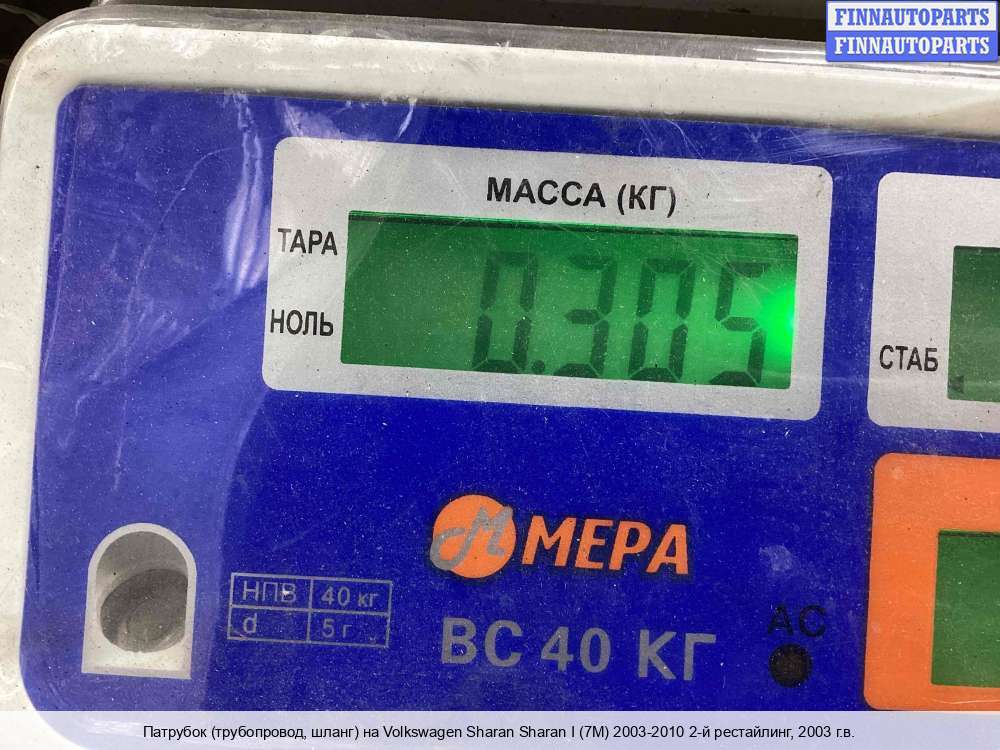 FINNAUTOPARTS
FINNAUTOPARTS
МАССА (КГ)
ТАРА
0.305
НОЛЬ
СТАБ
МЕРА
НПВ 40 кг
d 5 г
ВС 40 КГ
AC
Патрубок (трубопровод, шланг) на Volkswagen Sharan Sharan I (7M) 2003-2010 2-й рестайлинг, 2003 г.в.